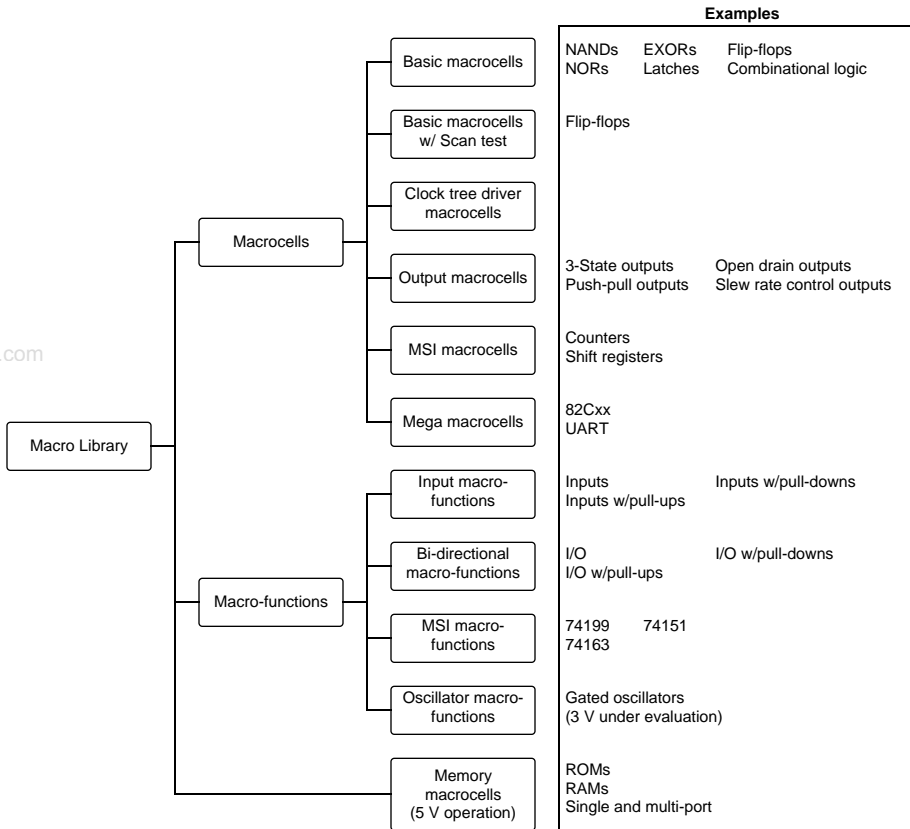 Examples
Basic macrocells
NANDs EXORs Flip-flops
NORs Latches Combinational logic
Basic macrocells
w/ Scan test
Flip-flops
Clock tree driver
macrocells
Macrocells
Output macrocells
3-State outputs Open drain outputs
Push-pull outputs Slew rate control outputs
MSI macrocells
Counters
Shift registers
.com
Mega macrocells
82Cxx
UART
Macro Library
Input macro-
functions
Inputs Inputs w/pull-downs
Inputs w/pull-ups
Bi-directional
macro-functions
I/O I/O w/pull-downs
I/O w/pull-ups
Macro-functions
MSI macro-
functions
74199 74151
74163
Oscillator macro-
functions
Gated oscillators
(3 V under evaluation)
Memory
macrocells
(5 V operation)
ROMs
RAMs
Single and multi-port